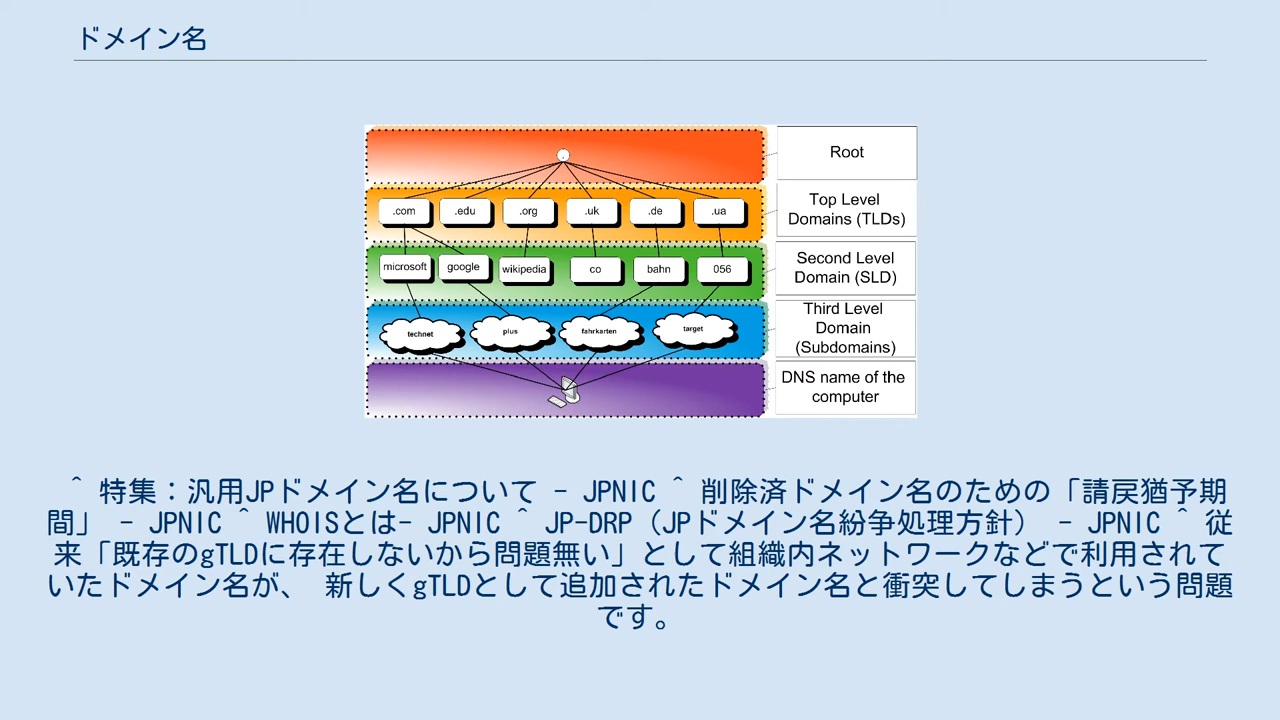 ドメイン名
Root
.com .edu .org .uk .de .ua
Top Level
Domains (TLDs)
microsoft google wikipedia co bahn 056
Second Level
Domain (SLD)
technet plus fahrkarten target
Third Level
Domain
(Subdomains)
DNS name of the
computer
^ 特集：汎用JPドメイン名について － JPNIC ^ 削除済ドメイン名のための「請戻猶予期
間」 － JPNIC ^ WHOISとは－ JPNIC ^ JP-DRP（JPドメイン名紛争処理方針） － JPNIC ^ 従
来「既存のgTLDに存在しないから問題無い」として組織内ネットワークなどで利用されて
いたドメイン名が、 新しくgTLDとして追加されたドメイン名と衝突してしまうという問題
です。